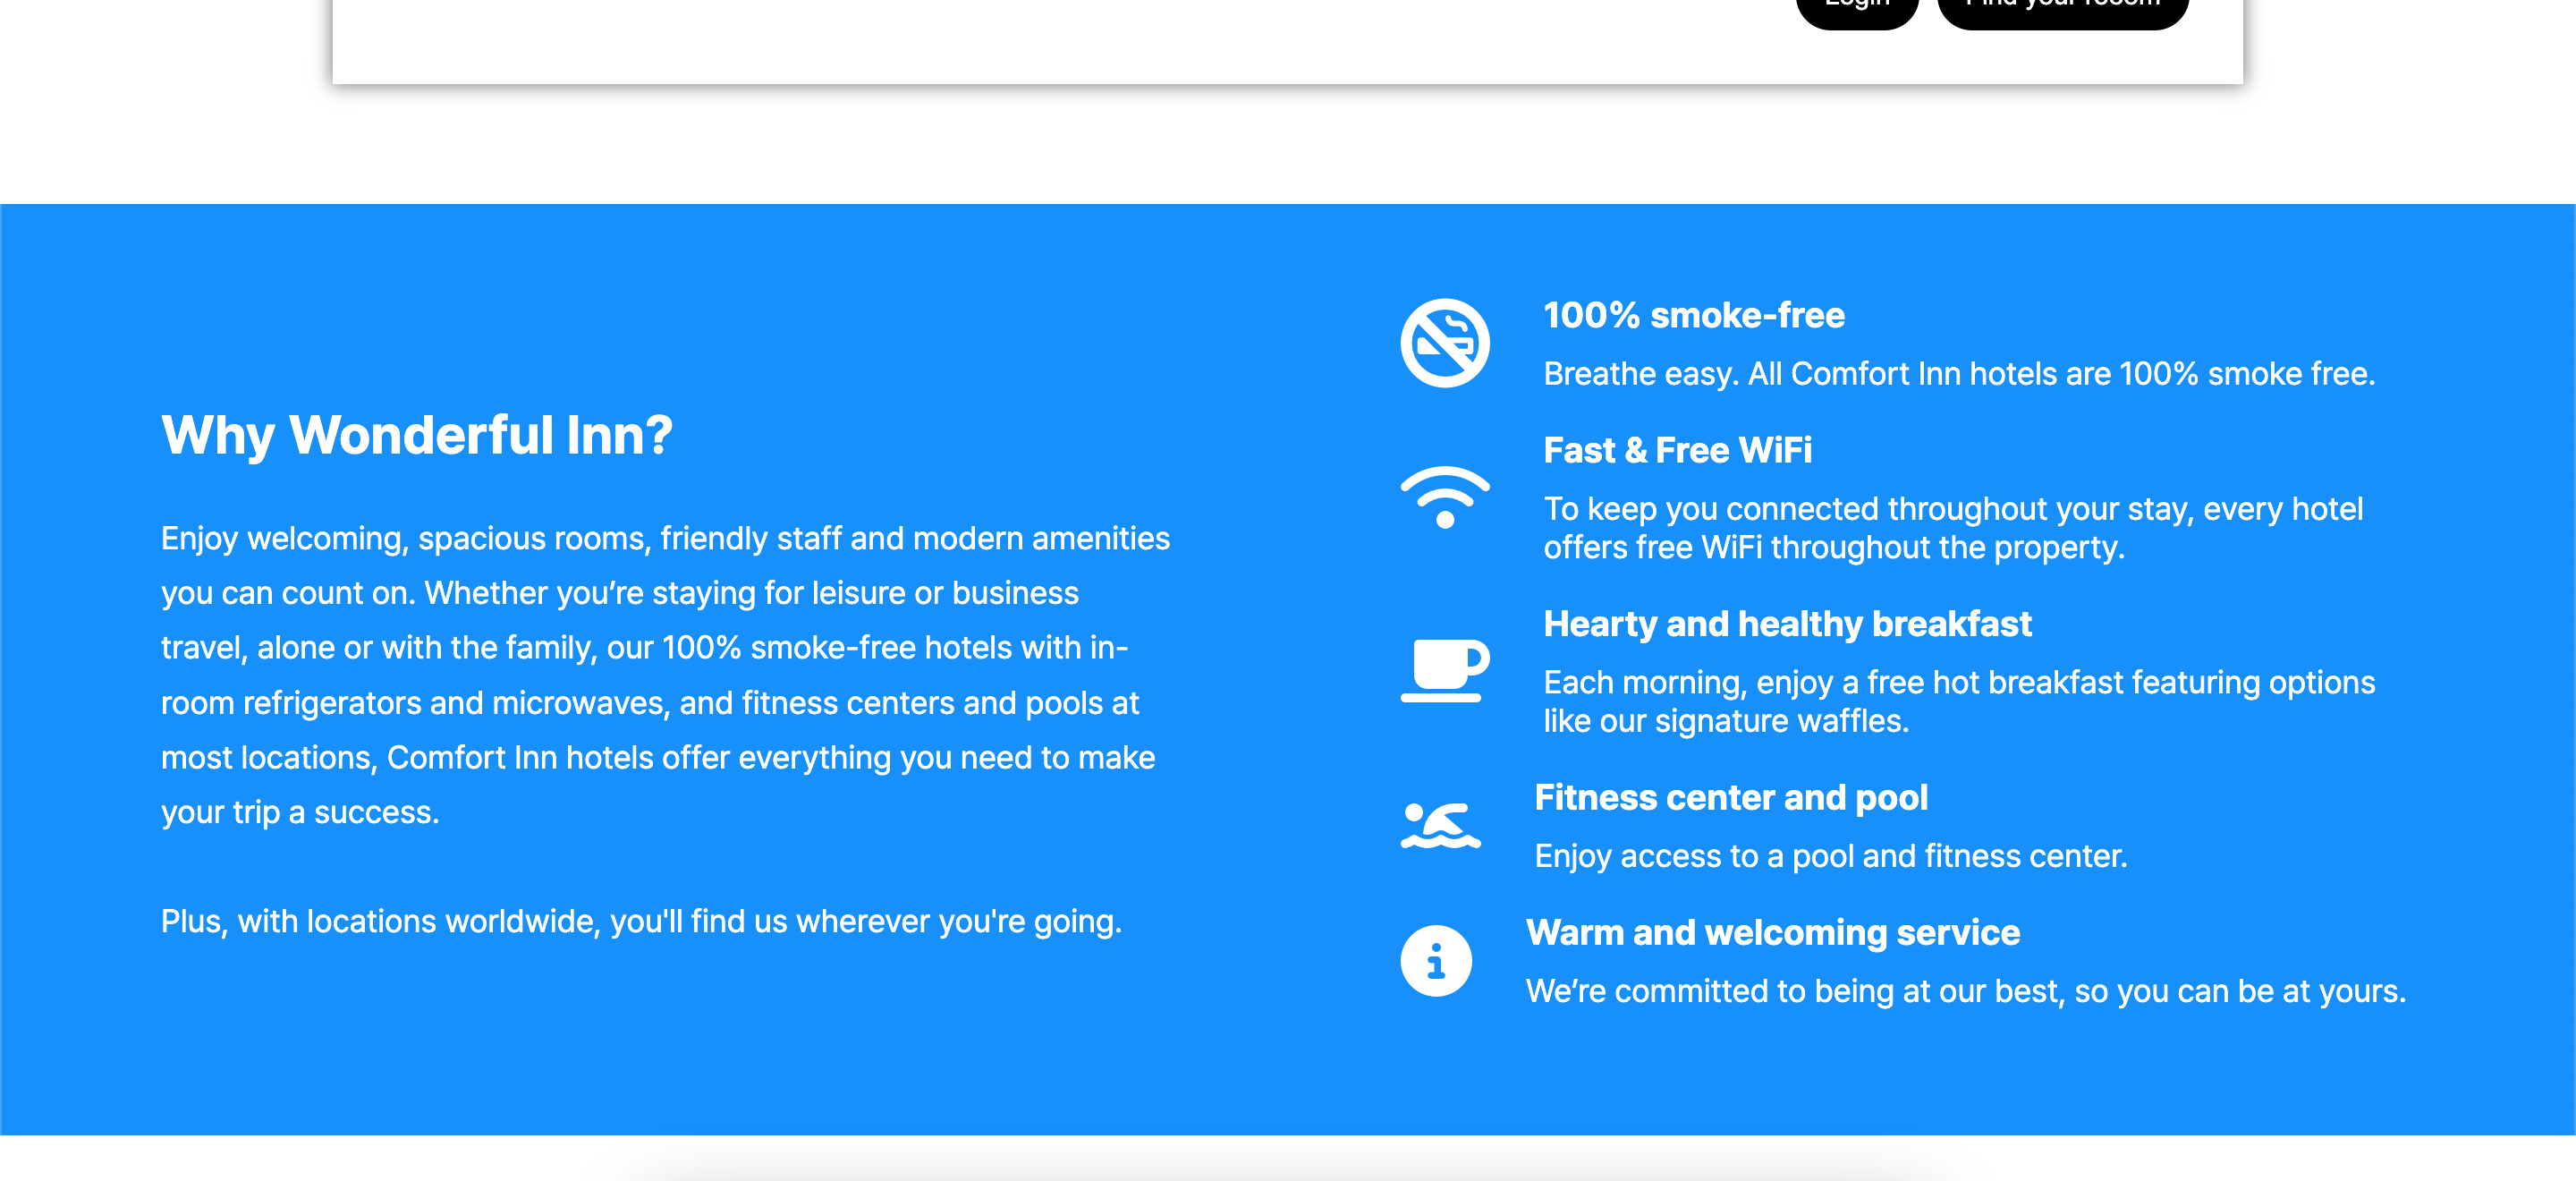 Login
Find your rooom
Why Wonderful Inn?
Enjoy welcoming, spacious rooms, friendly staff and modern amenities
you can count on. Whether you’re staying for leisure or business
travel, alone or with the family, our 100% smoke-free hotels with in-
room refrigerators and microwaves, and fitness centers and pools at
most locations, Comfort Inn hotels offer everything you need to make
your trip a success.
Plus, with locations worldwide, you'll find us wherever you're going.
100% smoke-free
Breathe easy. All Comfort Inn hotels are 100% smoke free.
Fast & Free WiFi
To keep you connected throughout your stay, every hotel
offers free WiFi throughout the property.
Hearty and healthy breakfast
Each morning, enjoy a free hot breakfast featuring options
like our signature waffles.
Fitness center and pool
Enjoy access to a pool and fitness center.
Warm and welcoming service
We’re committed to being at our best, so you can be at yours.